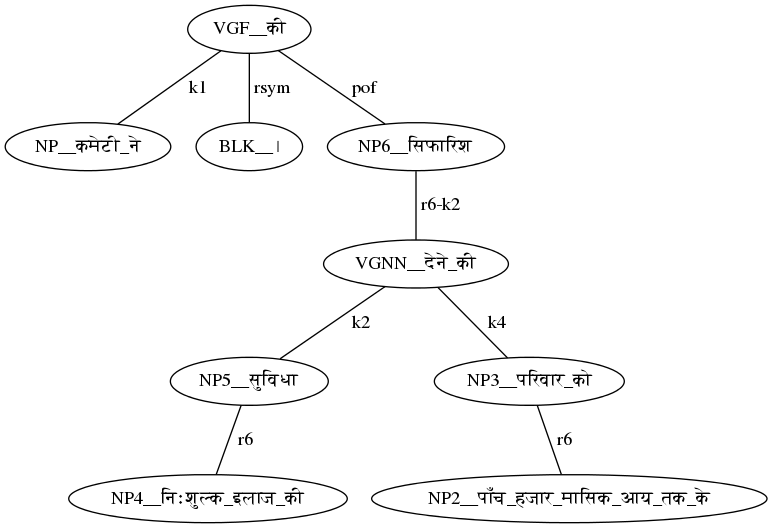 VGF__की
k1 rsym pof
NP__कमेटी_ने BLK__। NP6__सिफारिश
r6-k2
VGNN__देने_की
k2 k4
NP5__सुविधा NP3__परिवार_को
r6 r6
NP4__निःशुल्क_इलाज_की NP2__पाँच_हजार_मासिक_आय_तक_के